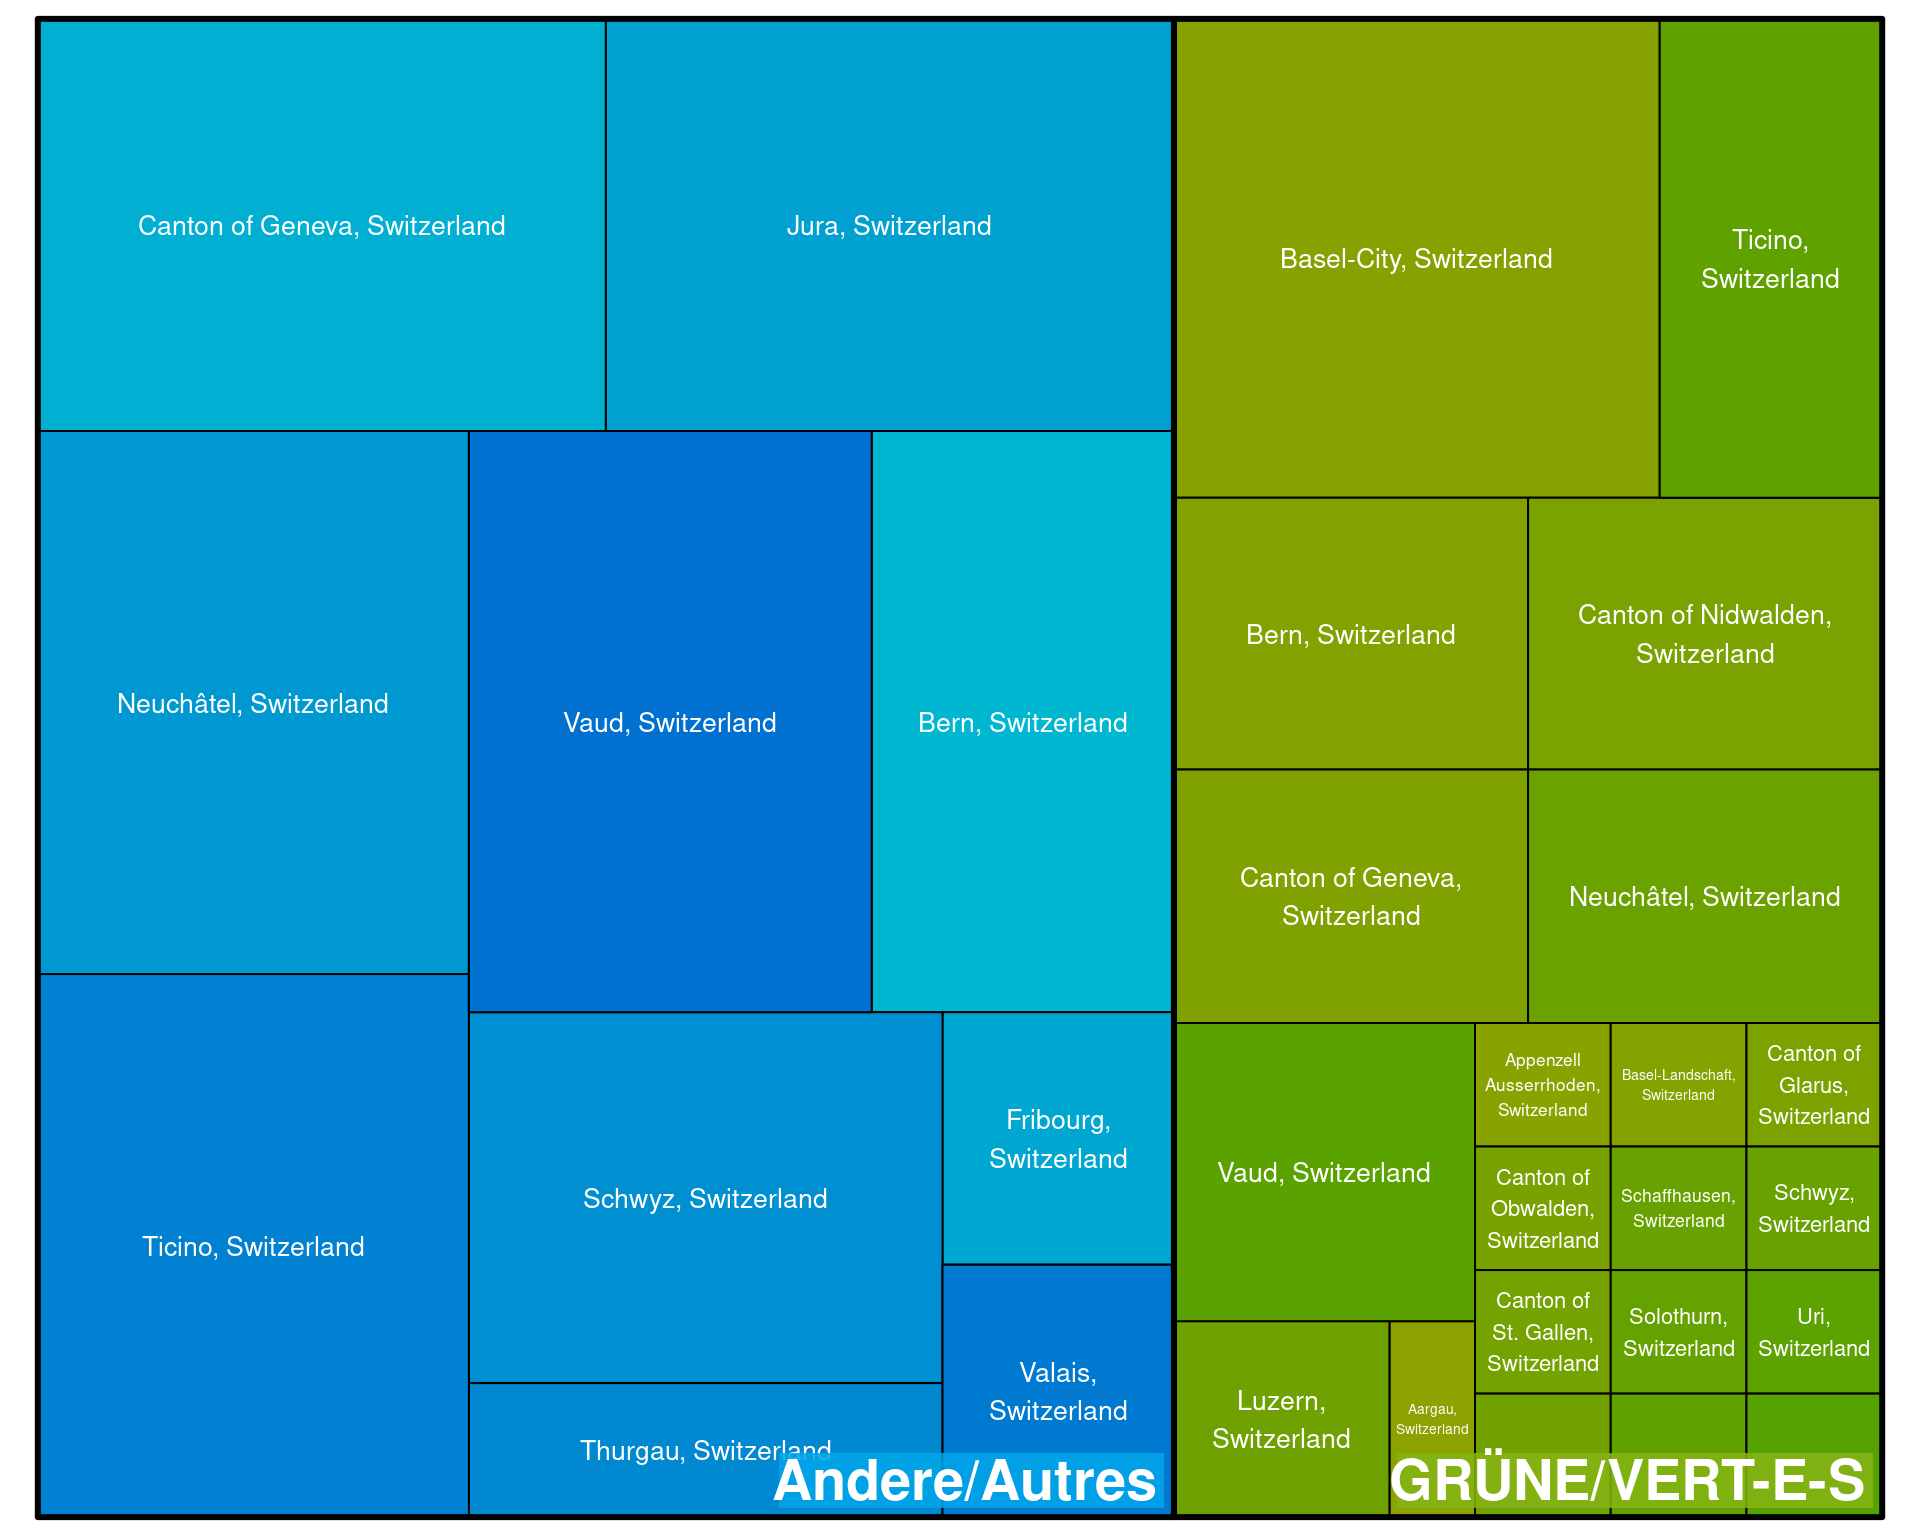 Canton of Geneva, Switzerland
Jura, Switzerland
Neuchâtel, Switzerland
Vaud, Switzerland
Bern, Switzerland
Ticino, Switzerland
Schwyz, Switzerland
Fribourg,
Switzerland
Valais,
Switzerland
Thurgau, Switzerland
Andere/Autres
Basel-City, Switzerland
Ticino,
Switzerland
Bern, Switzerland
Canton of Nidwalden,
Switzerland
Canton of Geneva,
Switzerland
Neuchâtel, Switzerland
Vaud, Switzerland
Appenzell
Ausserrhoden,
Switzerland
Basel-Landschaft,
Switzerland
Canton of
Glarus,
Switzerland
Canton of
Obwalden,
Switzerland
Schaffhausen,
Switzerland
Schwyz,
Switzerland
Canton of
St. Gallen,
Switzerland
Solothurn,
Switzerland
Uri,
Switzerland
Luzern,
Switzerland
Aargau,
Switzerland
GRÜNE/VERT-E-S